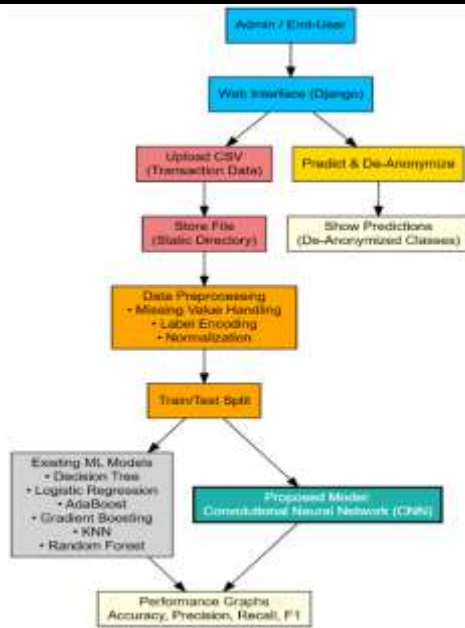 Admin / End-User
Web Interface (Django)
Upload CSV
(Transaction Data)
Predict & De-Anonymize
Store File
(Static Directory)
Show Predictions
(De-Anonymized Classes)
Data Preprocessing
• Missing Value Handling
• Label Encoding
• Normalization
Train/Test Split
Existing ML Models
• Decision Tree
• Logistic Regression
• AdaBoost
• Gradient Boosting
• KNN
• Random Forest
Proposed Model:
Convolutional Neural Network (CNN)
Performance Graphs
Accuracy, Precision, Recall, F1